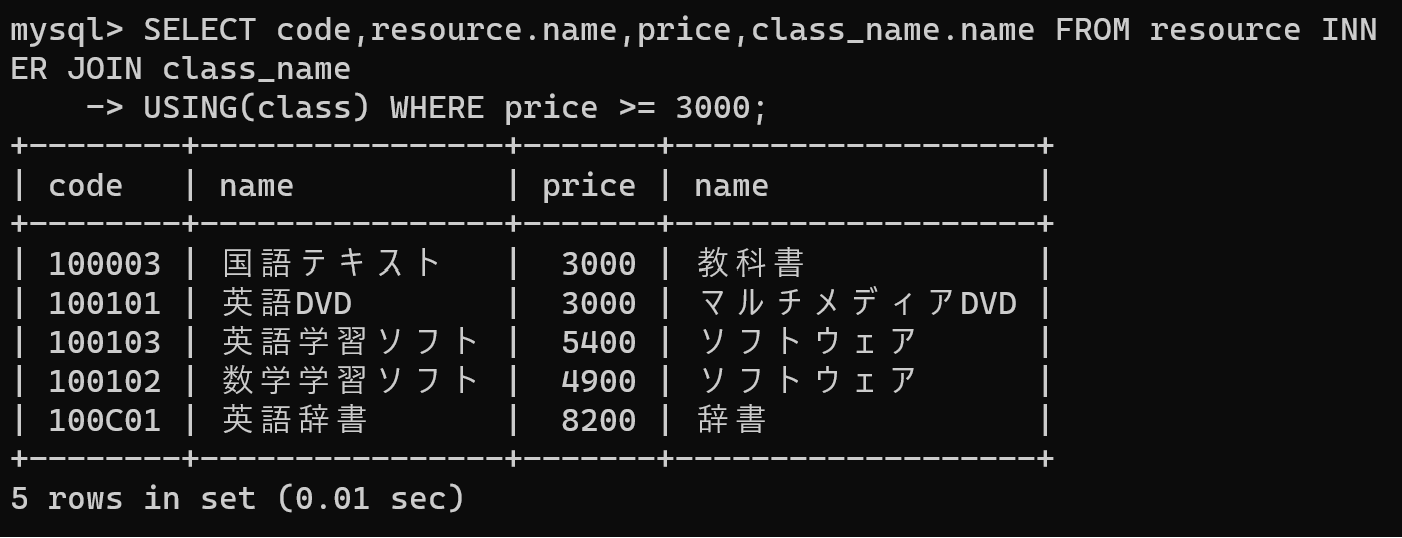 mysql> SELECT code,resource.name,price,class_name.name FROM resource INN
ER JOIN class_name
    -> USING(class) WHERE price >= 3000;
+--------+----------------+-------+-------------------+
| code   | name           | price | name              |
+--------+----------------+-------+-------------------+
| 100003 | 国語テキスト   |  3000 | 教科書            |
| 100101 | 英語DVD        |  3000 | マルチメディアDVD |
| 100103 | 英語学習ソフト |  5400 | ソフトウェア      |
| 100102 | 数学学習ソフト |  4900 | ソフトウェア      |
| 100C01 | 英語辞書       |  8200 | 辞書              |
+--------+----------------+-------+-------------------+
5 rows in set (0.01 sec)